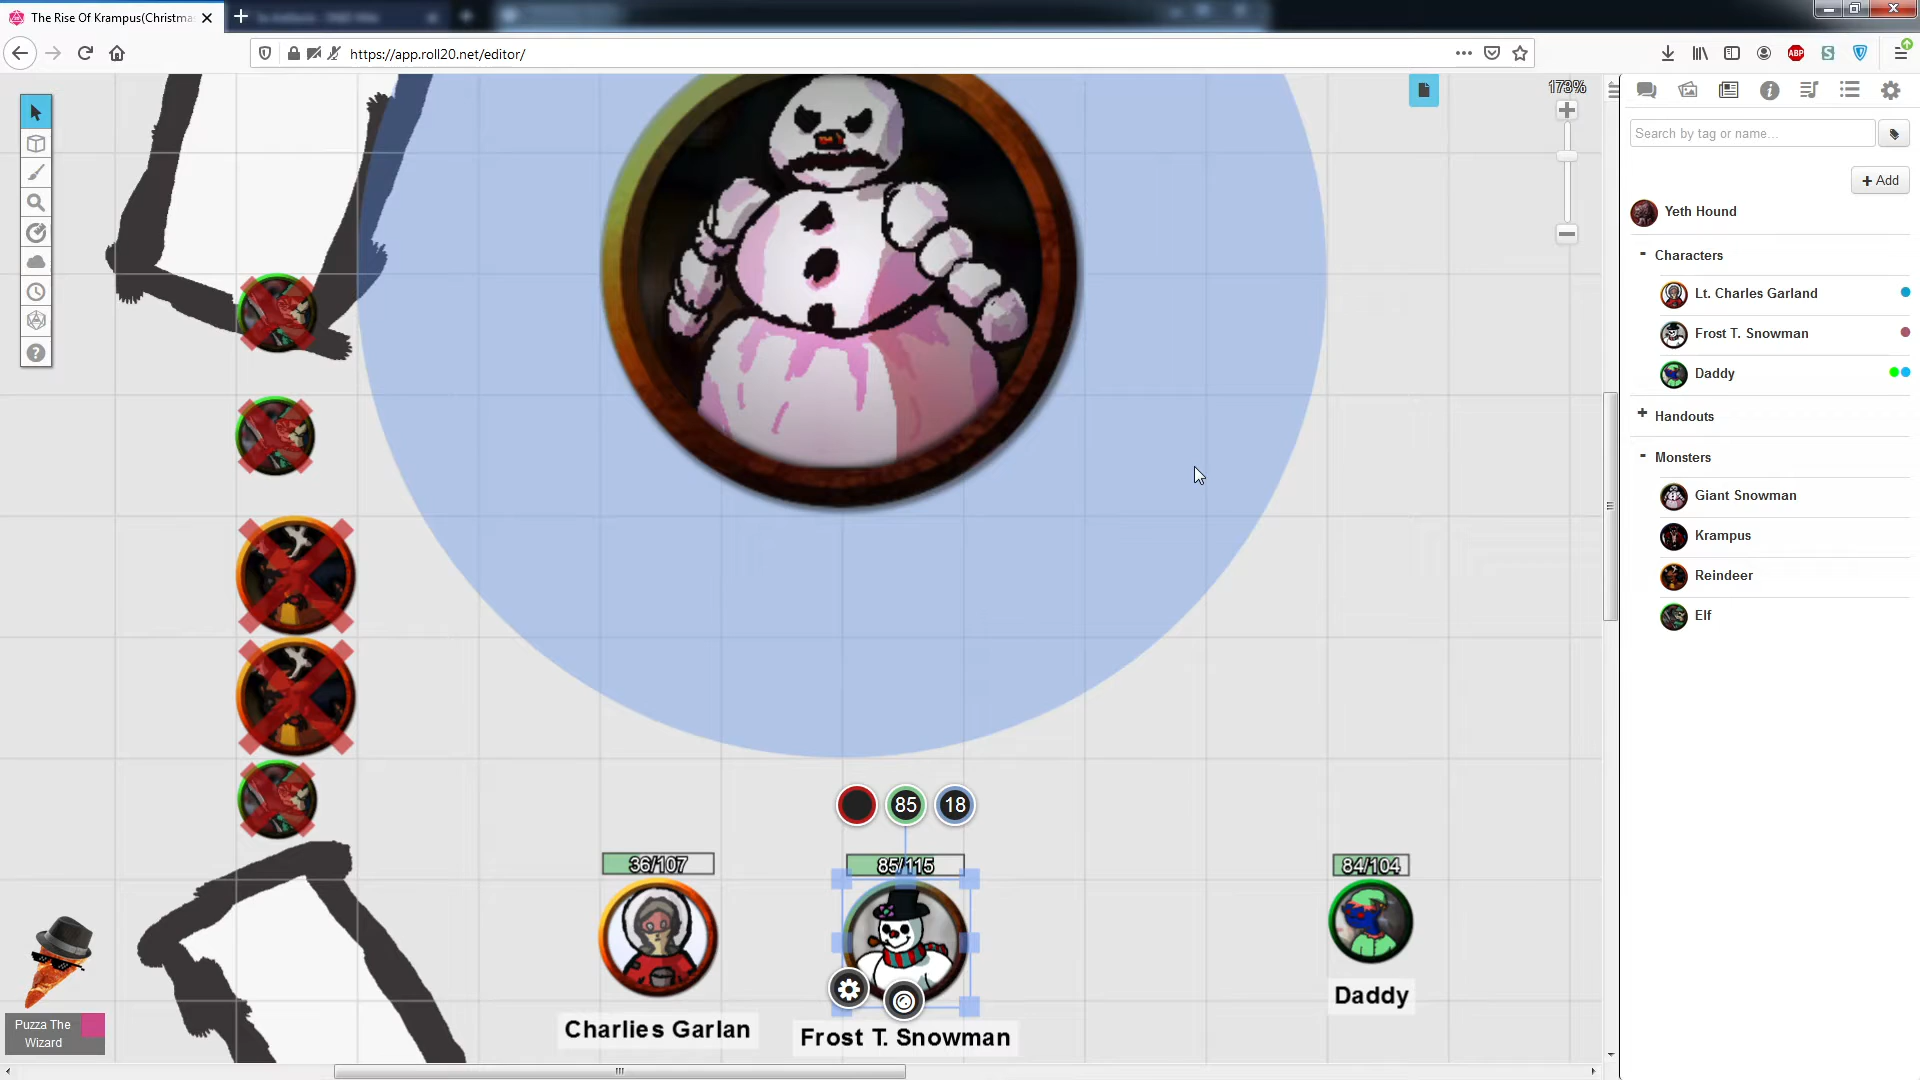 The Rise Of Krampus(Christma
https://app.roll20.net/editor/
ABP
S
173%
Search by tag or name...
+ Add
Yeth Hound
- Characters
Lt. Charles Garland
Frost T. Snowman
Daddy
+ Handouts
- Monsters
Giant Snowman
Krampus
Reindeer
Elf
85
18
36/107
85/115
84/104
Charlies Garlan
Frost T. Snowman
Daddy
Puzza The
Wizard